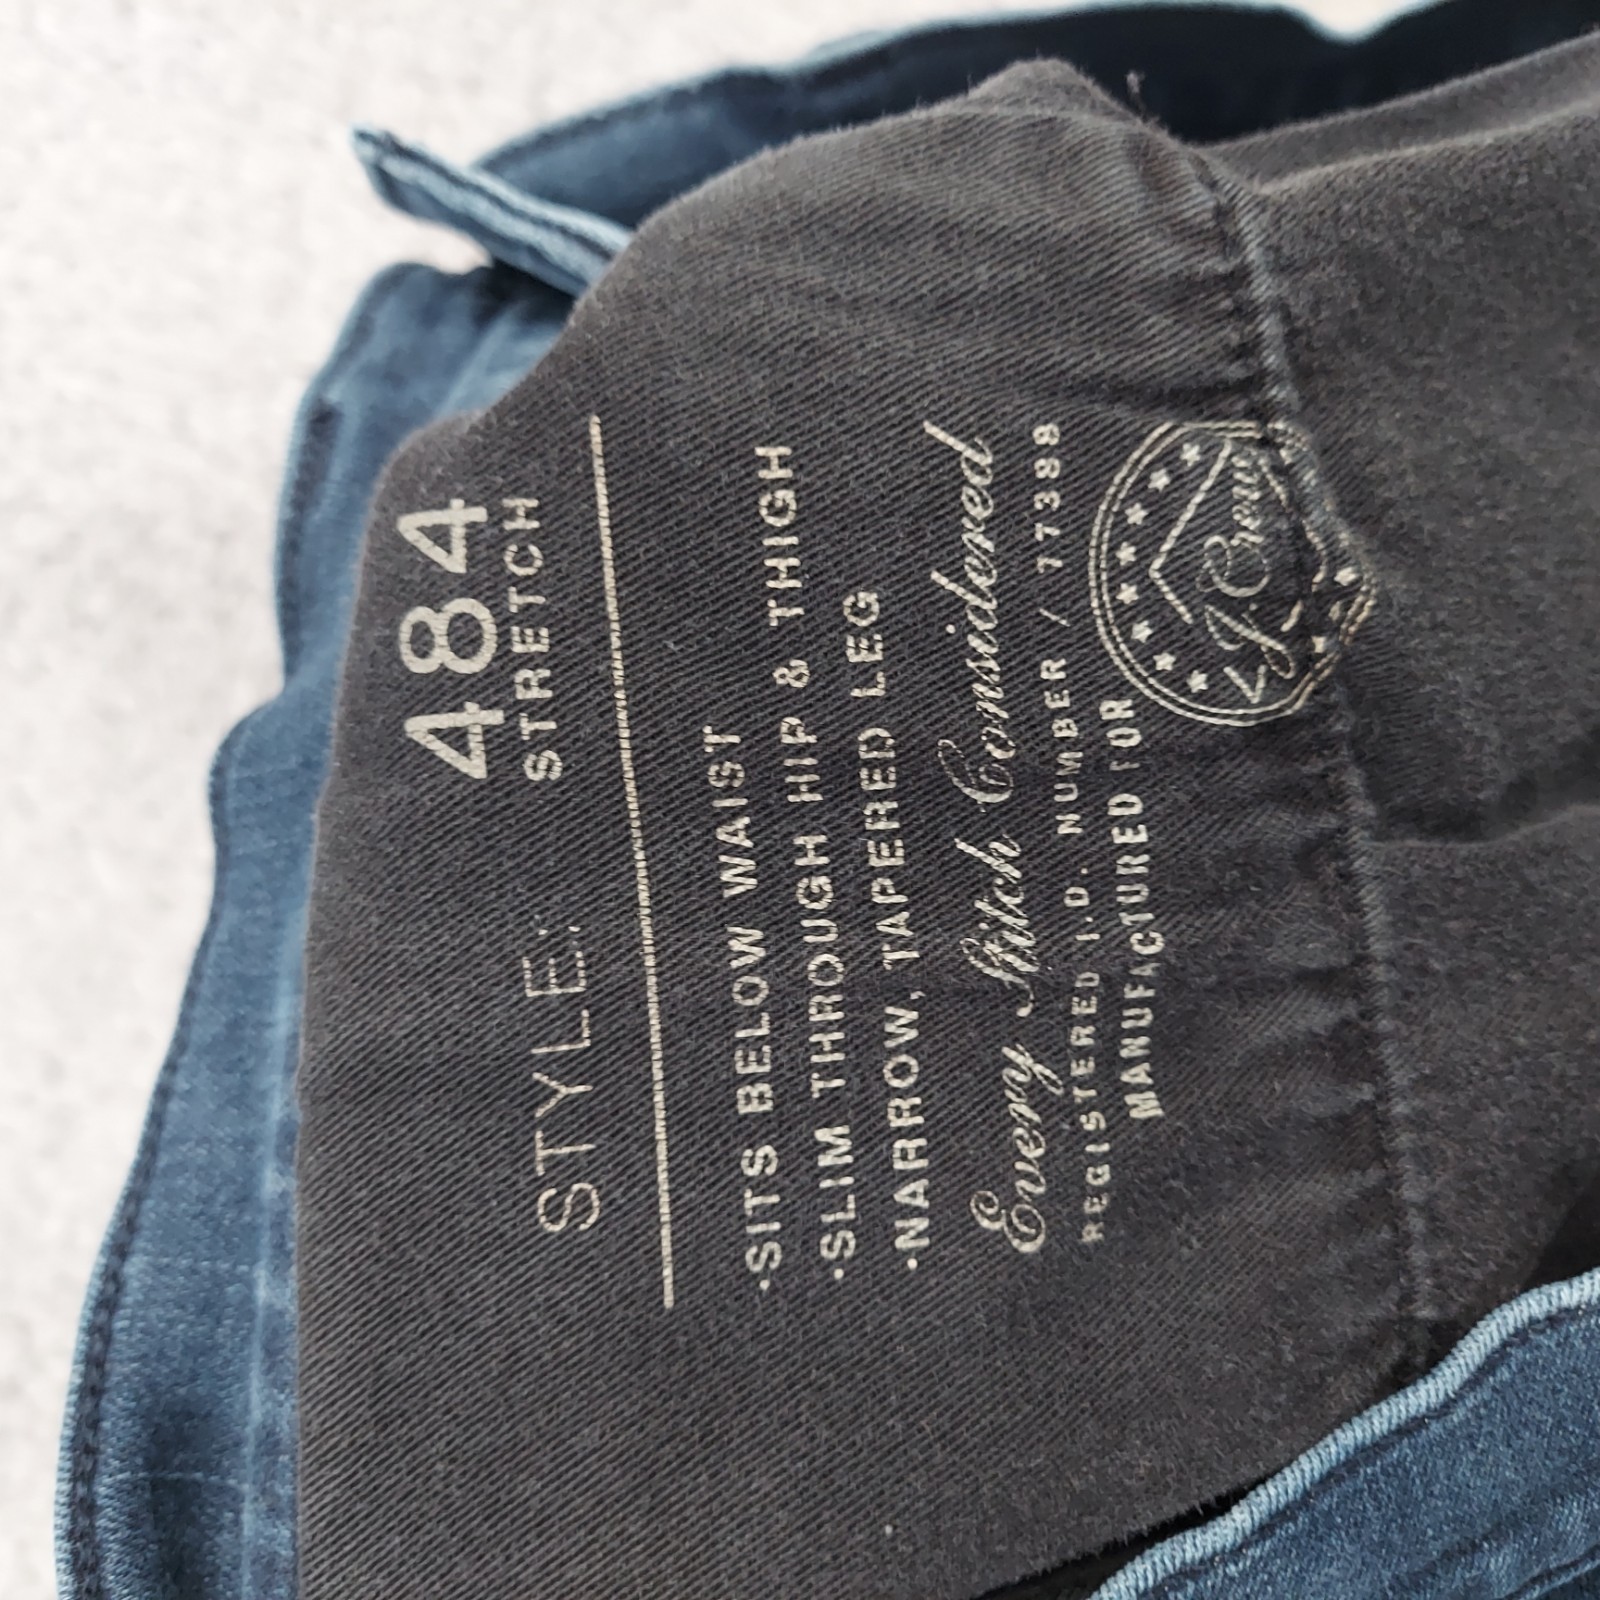 484
STYLE: STRETCH
·SITS BELOW WAIST
·SLIM THROUGH HIP & THIGH
·NARROW, TAPERED LEG
Every Stitch Considered
REGISTERED I.D. NUMBER / 77388
MANUFACTURED FOR
J.Crew